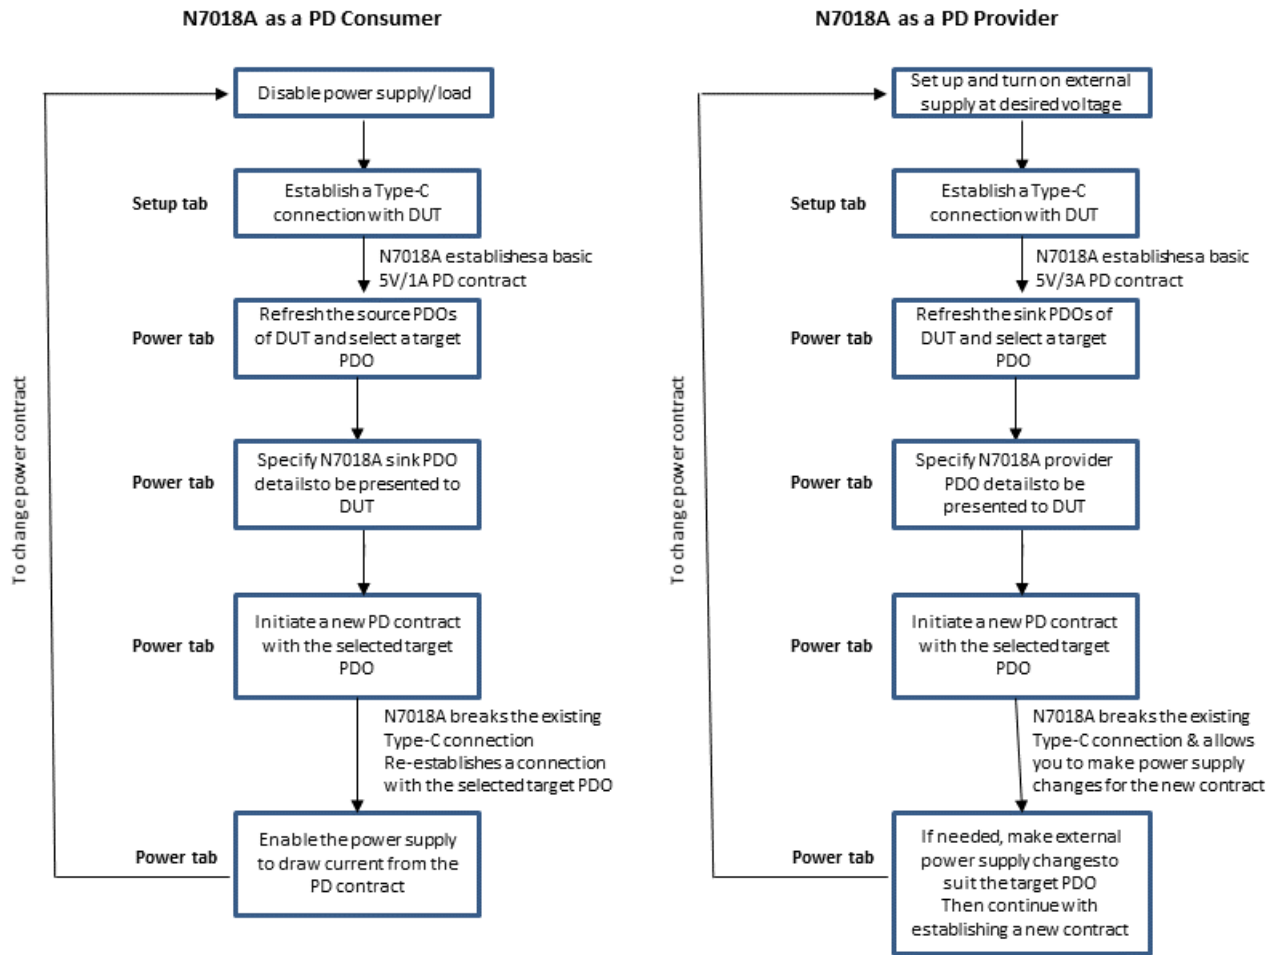 N7018A as a PD Consumer
Disable power supply/load
Setup tab
Establish a Type-C
connection with DUT
N7018A establishes a basic
5V/1A PD contract
Power tab
Refresh the source PDOs
of DUT and select a target
PDO
Power tab
Specify N7018A sink PDO
details to be presented to
DUT
Power tab
Initiate a new PD contract
with the selected target
PDO
N7018A breaks the existing
Type-C connection
Re-establishes a connection
with the selected target PDO
Power tab
Enable the power supply
to draw current from the
PD contract
To change power contract
N7018A as a PD Provider
Set up and turn on external
supply at desired voltage
Setup tab
Establish a Type-C
connection with DUT
N7018A establishes a basic
5V/3A PD contract
Power tab
Refresh the sink PDOs of
DUT and select a target
PDO
Power tab
Specify N7018A provider
PDO details to be
presented to DUT
Power tab
Initiate a new PD contract
with the selected target
PDO
N7018A breaks the existing
Type-C connection & allows
you to make power supply
changes for the new contract
Power tab
If needed, make external
power supply changes to
suit the target PDO
Then continue with
establishing a new contract
To change power contract